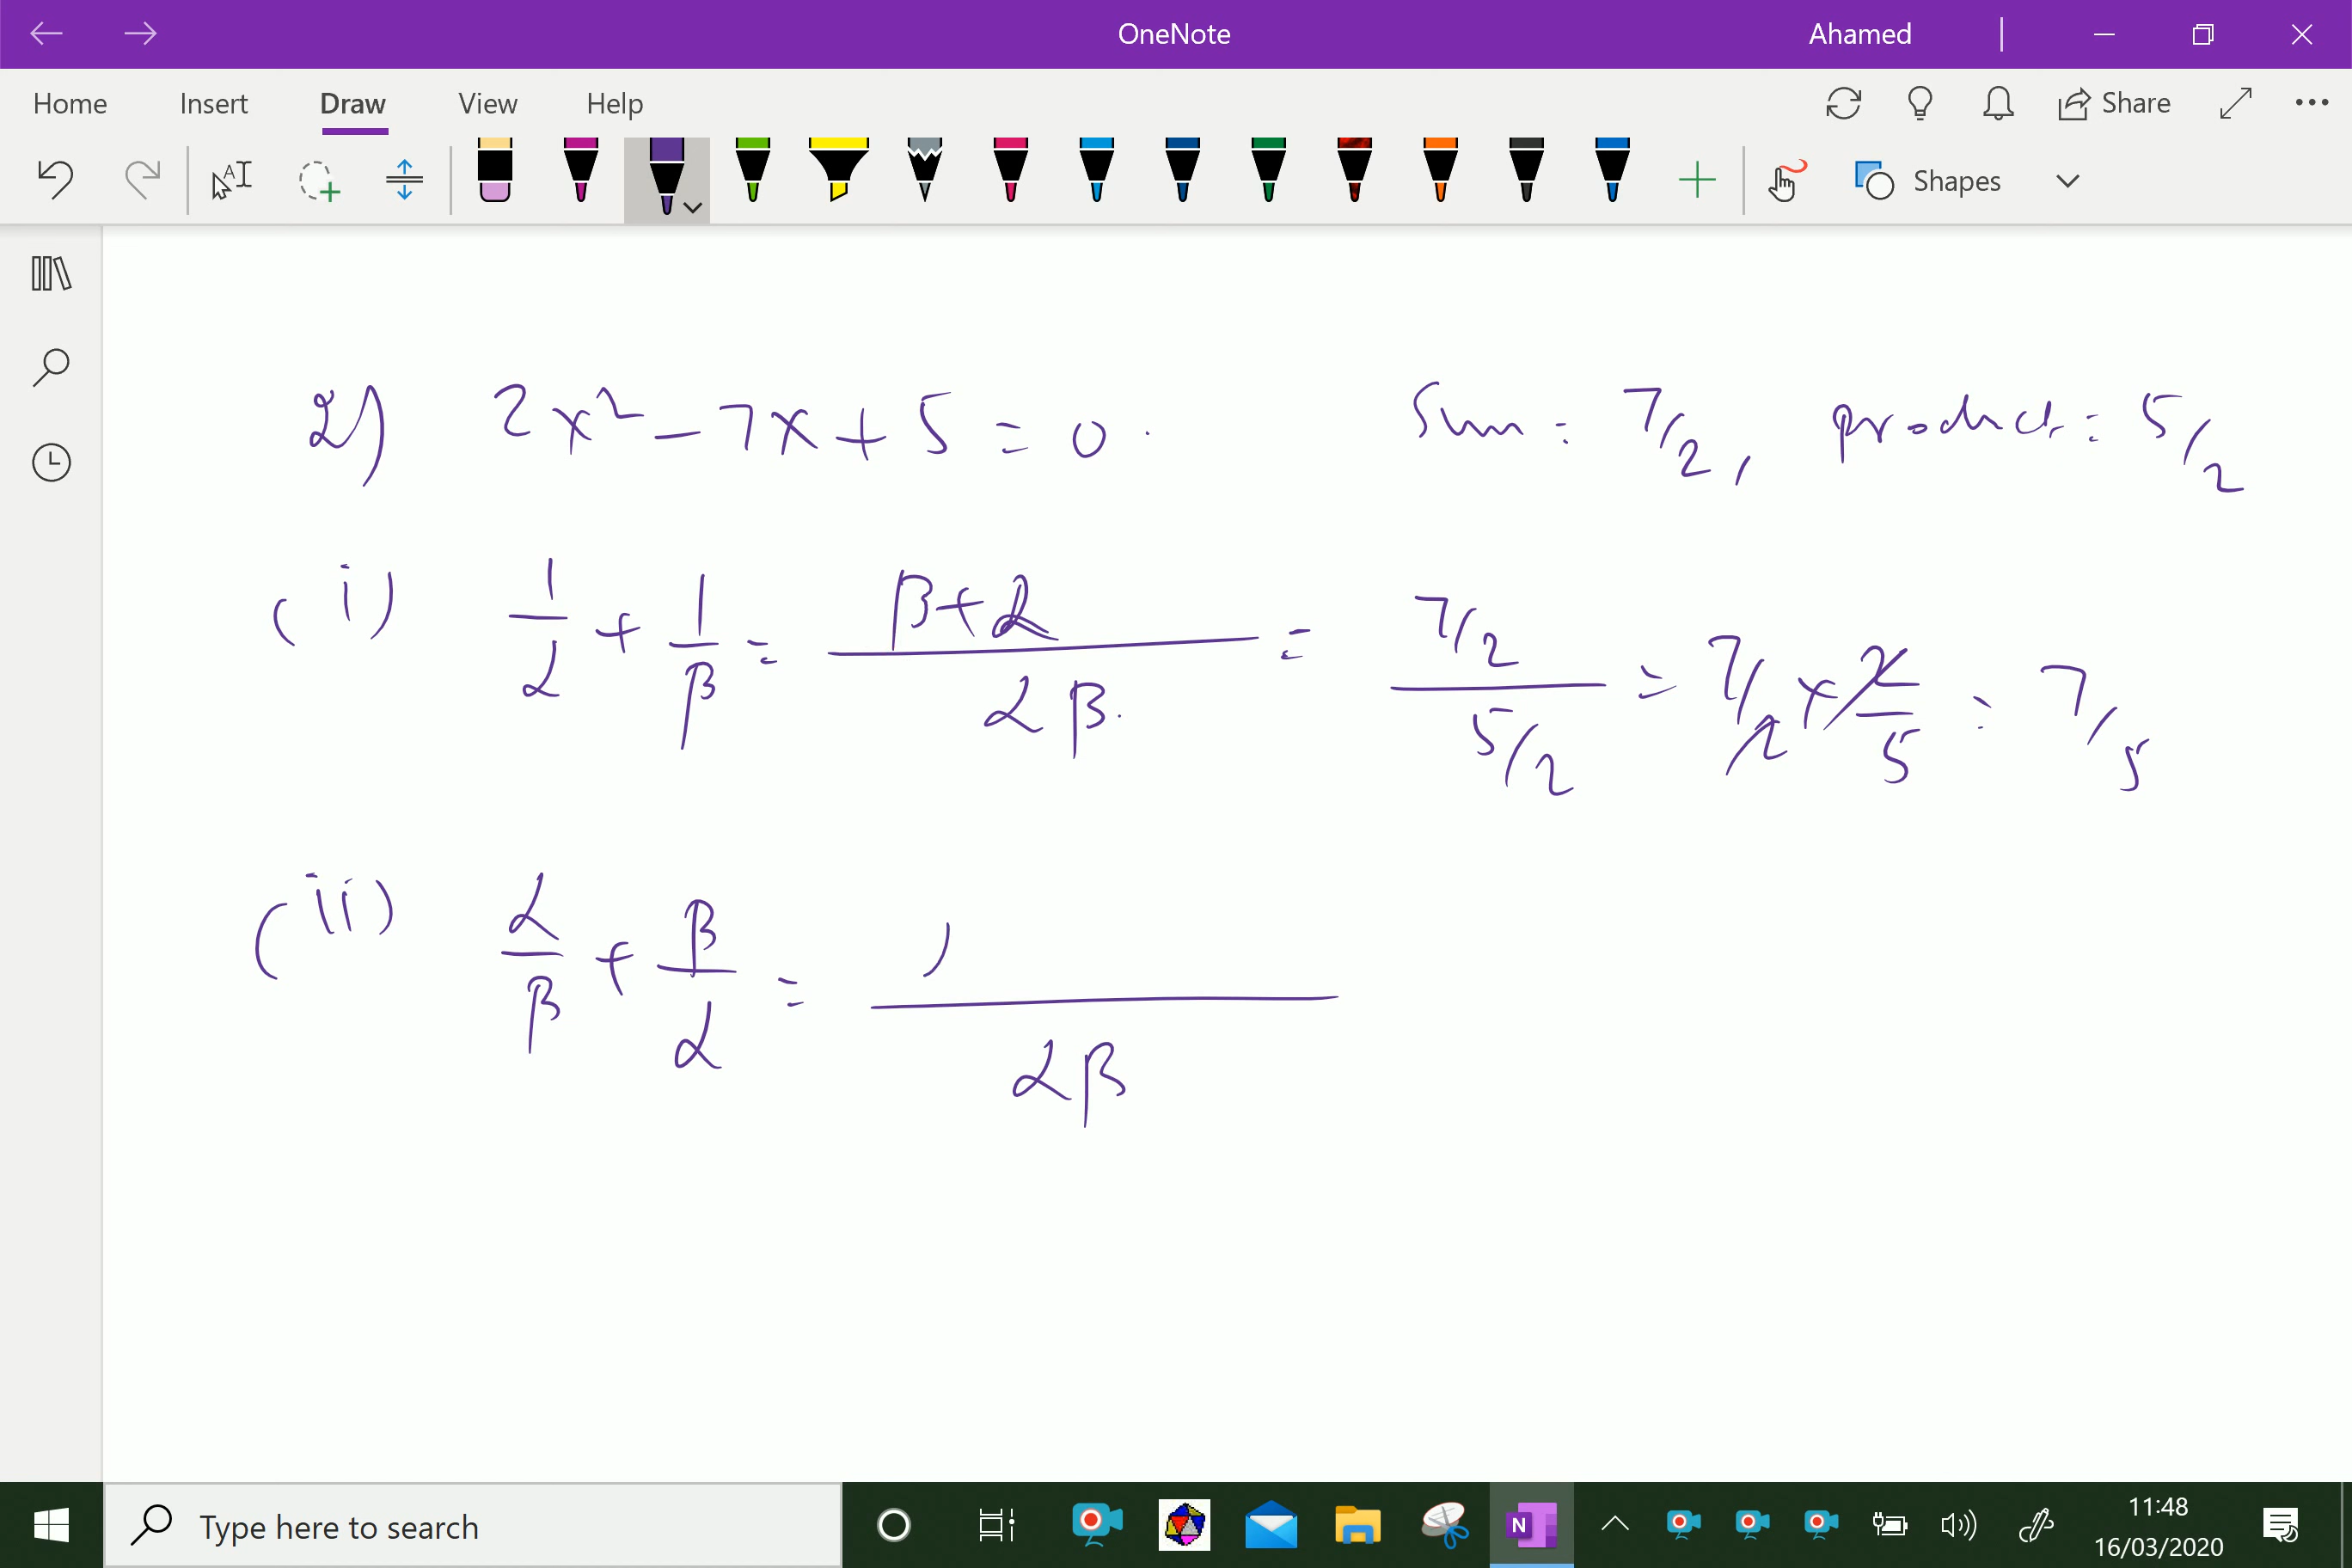 OneNote
Ahamed
Home Insert Draw View Help
Share
Shapes
2) 2x² - 7x + 5 = 0. Sum = 7/2, product = 5/2
(i) 1/α + 1/β = (β+α)/(αβ). = (7/2)/(5/2) = 7/2 × 2/5 = 7/5
(ii) α/β + β/α = /(αβ)
Type here to search
11:48
16/03/2020